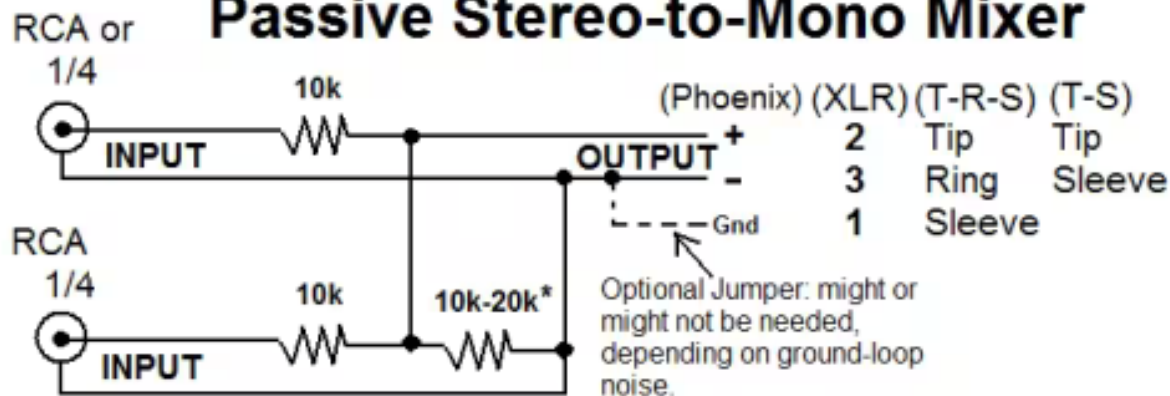 Passive Stereo-to-Mono Mixer
RCA or
1/4
10k
(Phoenix) (XLR) (T-R-S) (T-S)
INPUT
OUTPUT + 2 Tip Tip
- 3 Ring Sleeve
Gnd 1 Sleeve
RCA
1/4
10k
10k-20k*
INPUT
Optional Jumper: might or
might not be needed,
depending on ground-loop
noise.